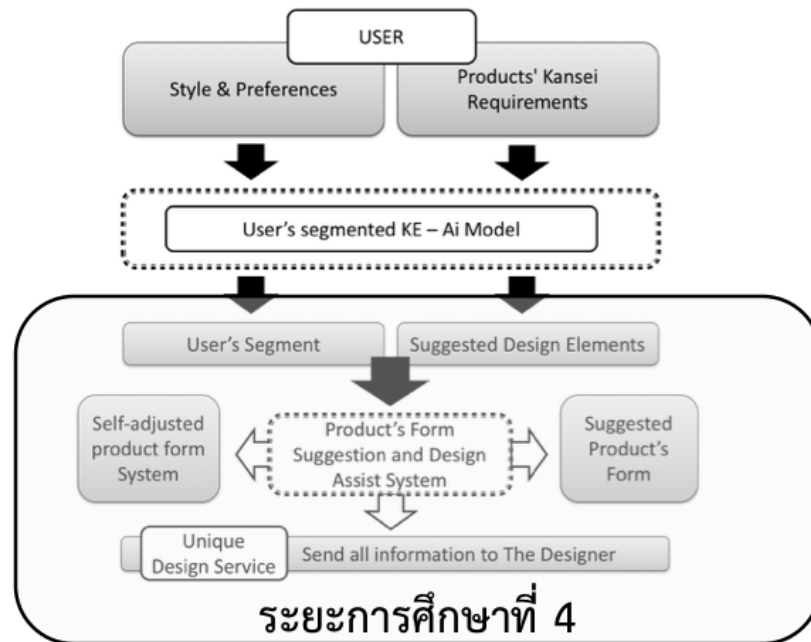 USER
Style & Preferences
Products' Kansei
Requirements
User's segmented KE – Ai Model
User's Segment
Suggested Design Elements
Self-adjusted
product form
System
Product's Form
Suggestion and Design
Assist System
Suggested
Product's
Form
Unique
Design Service
Send all information to The Designer
ระยะการศึกษาที่ 4